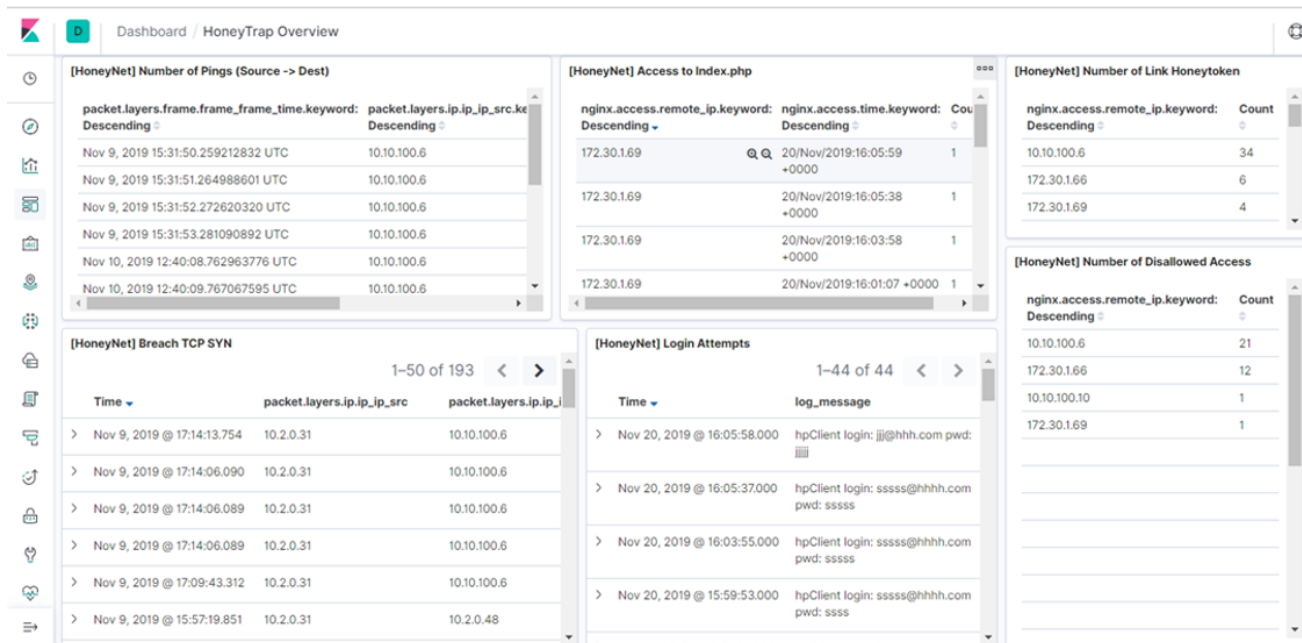 D Dashboard / HoneyTrap Overview
[HoneyNet] Number of Pings (Source -> Dest)
packet.layers.frame.frame_frame_time.keyword: packet.layers.ip.ip_ip_src.ke
Descending Descending
Nov 9, 2019 15:31:50.259212832 UTC 10.10.100.6
Nov 9, 2019 15:31:51.264988601 UTC 10.10.100.6
Nov 9, 2019 15:31:52.272620320 UTC 10.10.100.6
Nov 9, 2019 15:31:53.281090892 UTC 10.10.100.6
Nov 10, 2019 12:40:08.762963776 UTC 10.10.100.6
Nov 10, 2019 12:40:09.767067595 UTC 10.10.100.6
[HoneyNet] Access to Index.php
nginx.access.remote_ip.keyword: nginx.access.time.keyword: Cou
Descending Descending
172.30.1.69 20/Nov/2019:16:05:59 1
+0000
172.30.1.69 20/Nov/2019:16:05:38 1
+0000
172.30.1.69 20/Nov/2019:16:03:58 1
+0000
172.30.1.69 20/Nov/2019:16:01:07 +0000 1
[HoneyNet] Number of Link Honeytoken
nginx.access.remote_ip.keyword: Count
Descending
10.10.100.6 34
172.30.1.66 6
172.30.1.69 4
[HoneyNet] Number of Disallowed Access
nginx.access.remote_ip.keyword: Count
Descending
10.10.100.6 21
172.30.1.66 12
10.10.100.10 1
172.30.1.69 1
[HoneyNet] Breach TCP SYN
1–50 of 193
Time packet.layers.ip.ip_ip_src packet.layers.ip.ip_i
Nov 9, 2019 @ 17:14:13.754 10.2.0.31 10.10.100.6
Nov 9, 2019 @ 17:14:06.090 10.2.0.31 10.10.100.6
Nov 9, 2019 @ 17:14:06.089 10.2.0.31 10.10.100.6
Nov 9, 2019 @ 17:14:06.089 10.2.0.31 10.10.100.6
Nov 9, 2019 @ 17:09:43.312 10.2.0.31 10.10.100.6
Nov 9, 2019 @ 15:57:19.851 10.2.0.31 10.2.0.48
[HoneyNet] Login Attempts
1–44 of 44
Time log_message
Nov 20, 2019 @ 16:05:58.000 hpClient login: jjj@hhh.com pwd:
jjjjj
Nov 20, 2019 @ 16:05:37.000 hpClient login: sssss@hhhh.com
pwd: sssss
Nov 20, 2019 @ 16:03:55.000 hpClient login: sssss@hhhh.com
pwd: sssss
Nov 20, 2019 @ 15:59:53.000 hpClient login: sssss@hhhh.com
pwd: ssss